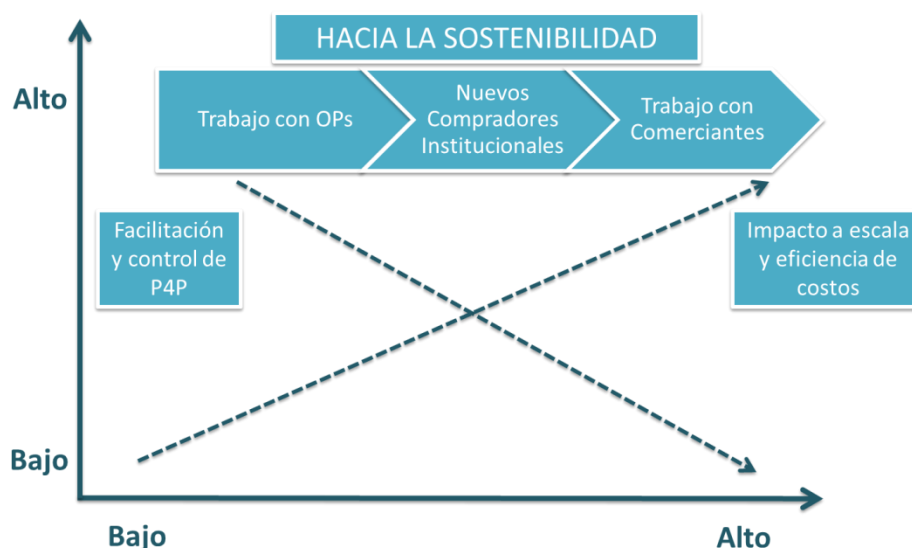 HACIA LA SOSTENIBILIDAD
Alto
Trabajo con OPs
Nuevos
Compradores
Institucionales
Trabajo con
Comerciantes
Facilitación
y control de
P4P
Impacto a escala
y eficiencia de
costos
Bajo
Bajo
Alto